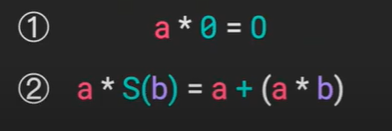 ① a * 0 = 0
② a * S(b) = a + (a * b)